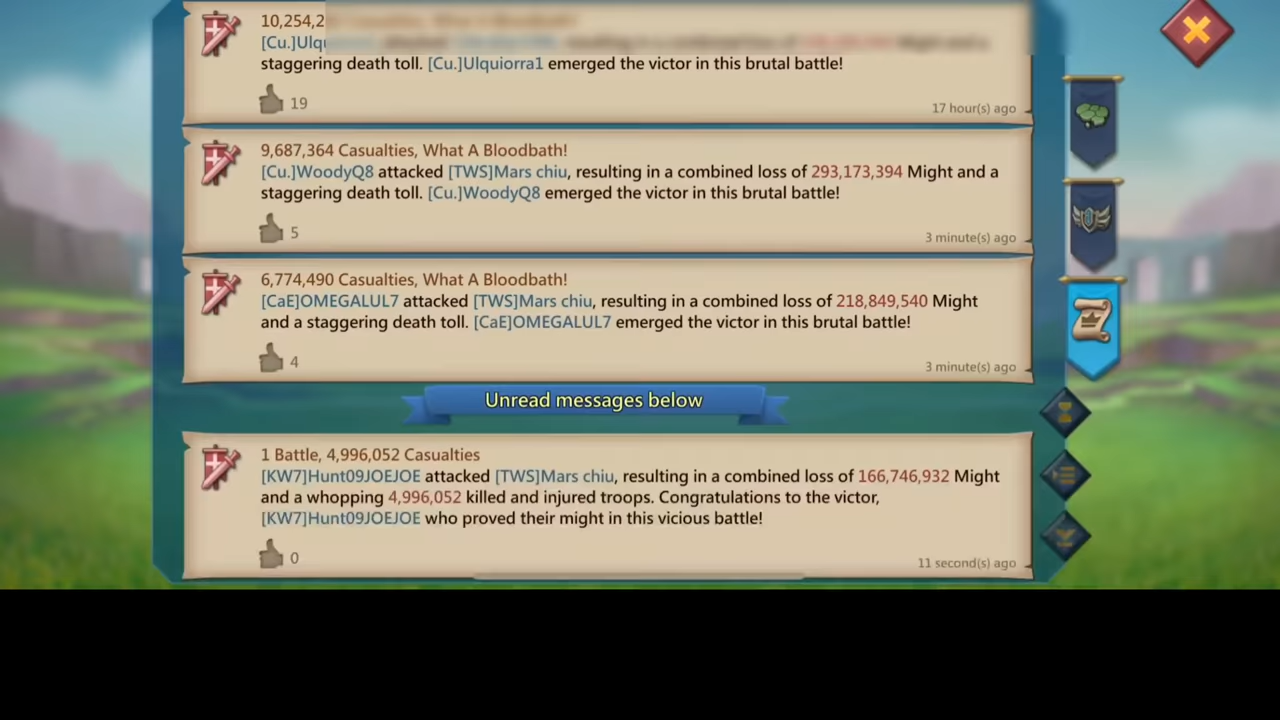 10,254,2
[Cu.]Ulq
staggering death toll. [Cu.]Ulquiorra1 emerged the victor in this brutal battle!
19
17 hour(s) ago
9,687,364 Casualties, What A Bloodbath!
[Cu.]WoodyQ8 attacked [TWS]Mars chiu, resulting in a combined loss of 293,173,394 Might and a
staggering death toll. [Cu.]WoodyQ8 emerged the victor in this brutal battle!
5
3 minute(s) ago
6,774,490 Casualties, What A Bloodbath!
[CaE]OMEGALUL7 attacked [TWS]Mars chiu, resulting in a combined loss of 218,849,540 Might
and a staggering death toll. [CaE]OMEGALUL7 emerged the victor in this brutal battle!
4
3 minute(s) ago
Unread messages below
1 Battle, 4,996,052 Casualties
[KW7]Hunt09JOEJOE attacked [TWS]Mars chiu, resulting in a combined loss of 166,746,932 Might
and a whopping 4,996,052 killed and injured troops. Congratulations to the victor,
[KW7]Hunt09JOEJOE who proved their might in this vicious battle!
0
11 second(s) ago